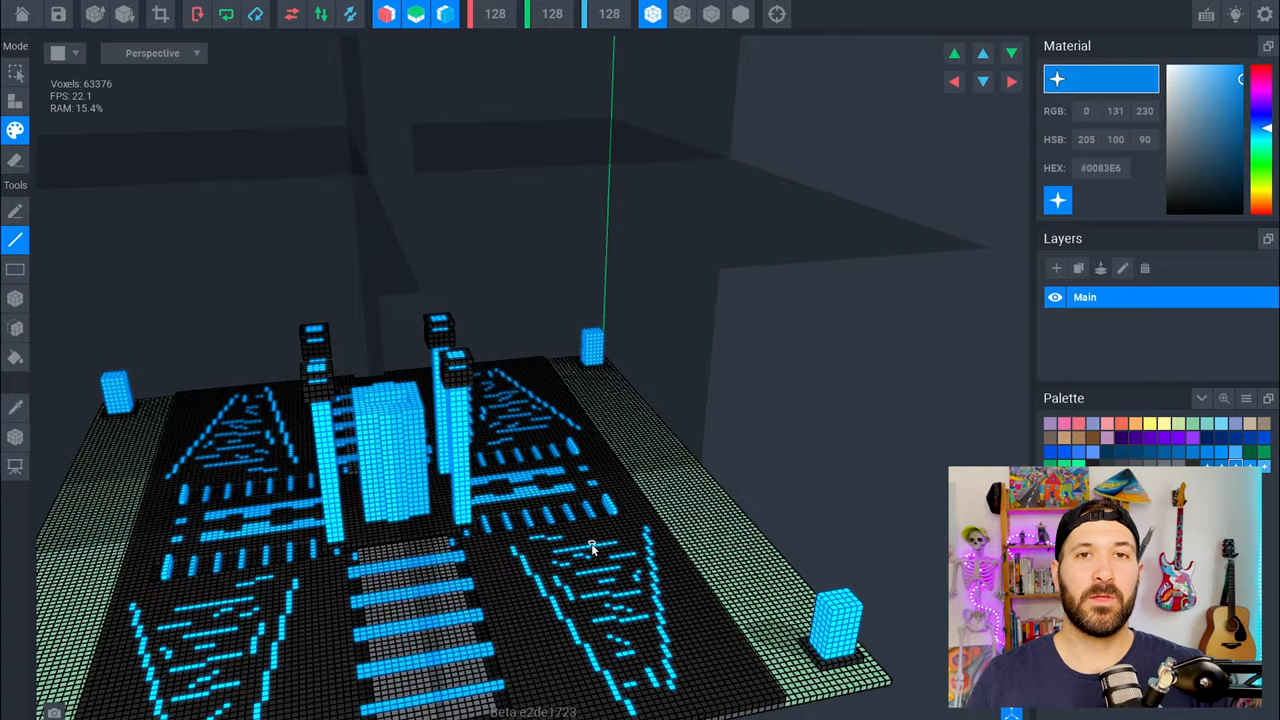 128
128
128
Mode
Perspective
Voxels: 63376
FPS: 22.1
RAM: 15.4%
Tools
Material
RGB: 0 131 230
HSB: 205 100 90
HEX: #0083E6
Layers
Main
Palette
Beta e2de1723